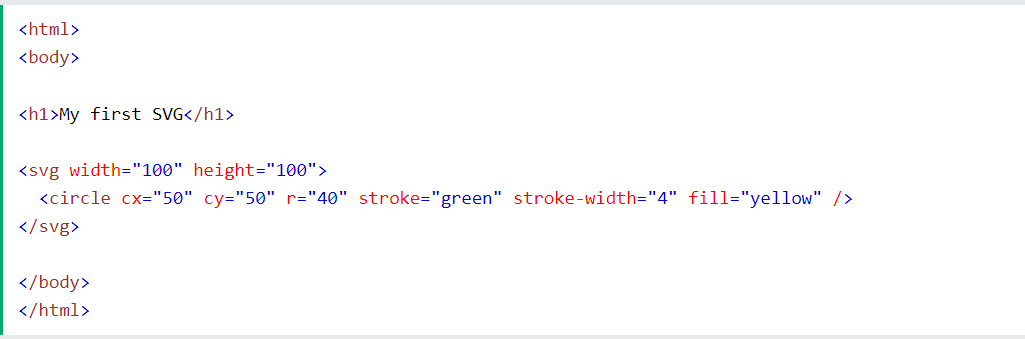 <html>
<body>

<h1>My first SVG</h1>

<svg width="100" height="100">
  <circle cx="50" cy="50" r="40" stroke="green" stroke-width="4" fill="yellow" />
</svg>

</body>
</html>